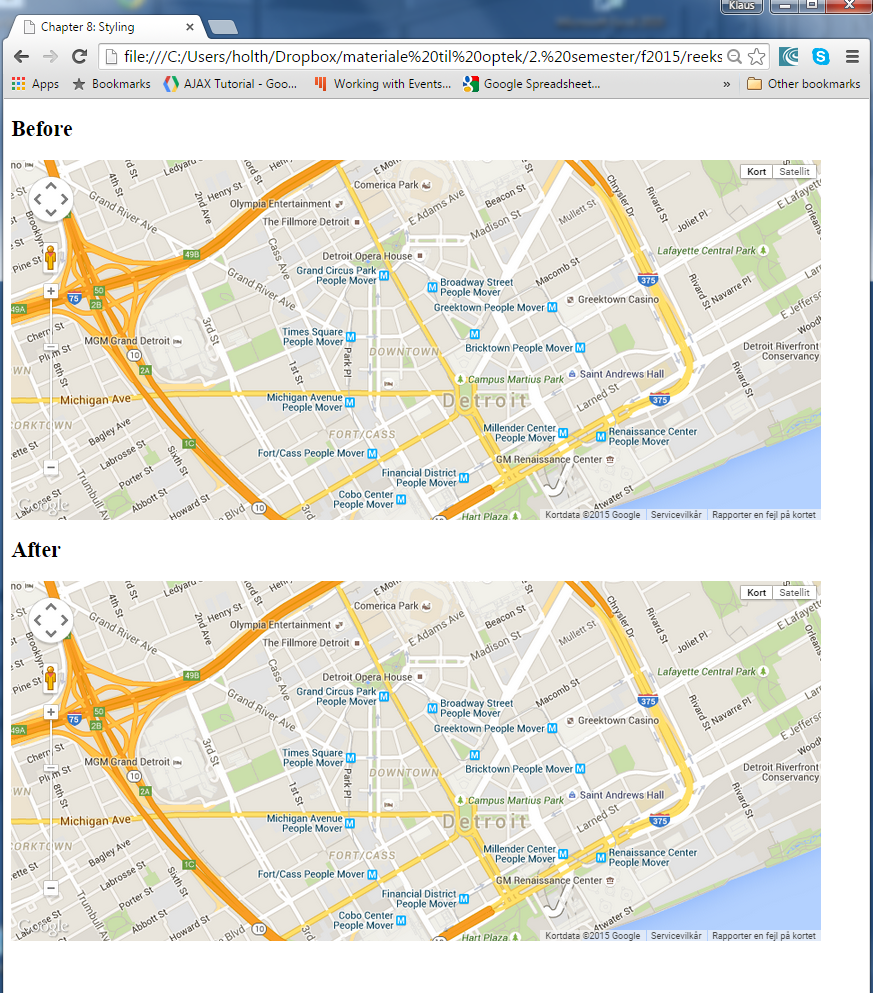 Klaus
Chapter 8: Styling
file:///C:/Users/holth/Dropbox/materiale%20til%20optek/2.%20semester/f2015/reeks
Apps Bookmarks AJAX Tutorial - Goo... Working with Events... Google Spreadsheet... » Other bookmarks
Before
Kort Satellit
Ledyard St
Henry St
4th St
Grand River Ave
2nd Ave
Brooklyn
Pine St
Olympia Entertainment
The Fillmore Detroit
Comerica Park
E Adams Ave
Beacon St
Madison St
Mullett St
Chrysler Dr
Rivard St
Joliet Pl
E Lafayette
Orleans
Lafayette Central Park
Detroit Opera House
Cass Ave
49B
Grand Circus Park
People Mover
Broadway Street
People Mover
Macomb St
Navarre Pl
375
Greektown Casino
Greektown People Mover
E Jefferson
75
50
2B
49A
Grand River Ave
3rd St
1st St
Times Square
People Mover
Park Pl
DOWNTOWN
Bricktown People Mover
Detroit Riverfront
Conservancy
MGM Grand Detroit
10
2A
8th St
Plum St
Campus Martius Park
Saint Andrews Hall
Larned St
Rivard St
375
Michigan Ave
Michigan Avenue
People Mover
Detroit
Bagley Ave
Labrosse St
Porter St
Abbott St
Howard St
Sixth St
Trumbull Ave
1C
FORT/CASS
Millender Center
People Mover
Renaissance Center
People Mover
Fort/Cass People Mover
GM Renaissance Center
Financial District
People Mover
Cobo Center
People Mover
Atwater St
Hart Plaza
10
Blvd
Google
Kortdata ©2015 Google Servicevilkår Rapporter en fejl på kortet
After
Kort Satellit
Ledyard St
Henry St
4th St
Grand River Ave
2nd Ave
Brooklyn
Pine St
Olympia Entertainment
The Fillmore Detroit
Comerica Park
E Adams Ave
Beacon St
Madison St
Mullett St
Chrysler Dr
Rivard St
Joliet Pl
E Lafayette
Orleans
Lafayette Central Park
Detroit Opera House
Cass Ave
49B
Grand Circus Park
People Mover
Broadway Street
People Mover
Macomb St
Navarre Pl
375
Greektown Casino
Greektown People Mover
E Jefferson
75
50
2B
49A
Grand River Ave
3rd St
1st St
Times Square
People Mover
Park Pl
DOWNTOWN
Bricktown People Mover
Detroit Riverfront
Conservancy
MGM Grand Detroit
10
2A
8th St
Plum St
Campus Martius Park
Saint Andrews Hall
Larned St
Rivard St
375
Michigan Ave
Michigan Avenue
People Mover
Detroit
Bagley Ave
Labrosse St
Porter St
Abbott St
Howard St
Sixth St
Trumbull Ave
1C
FORT/CASS
Millender Center
People Mover
Renaissance Center
People Mover
Fort/Cass People Mover
GM Renaissance Center
Financial District
People Mover
Cobo Center
People Mover
Atwater St
Hart Plaza
10
Blvd
Google
Kortdata ©2015 Google Servicevilkår Rapporter en fejl på kortet